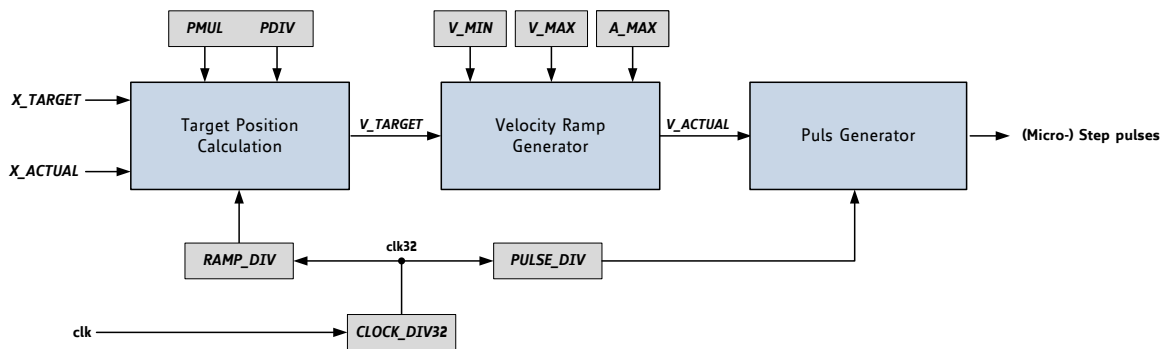 PMUL PDIV
V_MIN
V_MAX
A_MAX
X_TARGET
X_ACTUAL
Target Position
Calculation
V_TARGET
Velocity Ramp
Generator
V_ACTUAL
Puls Generator
(Micro-) Step pulses
RAMP_DIV
clk32
PULSE_DIV
clk
CLOCK_DIV32